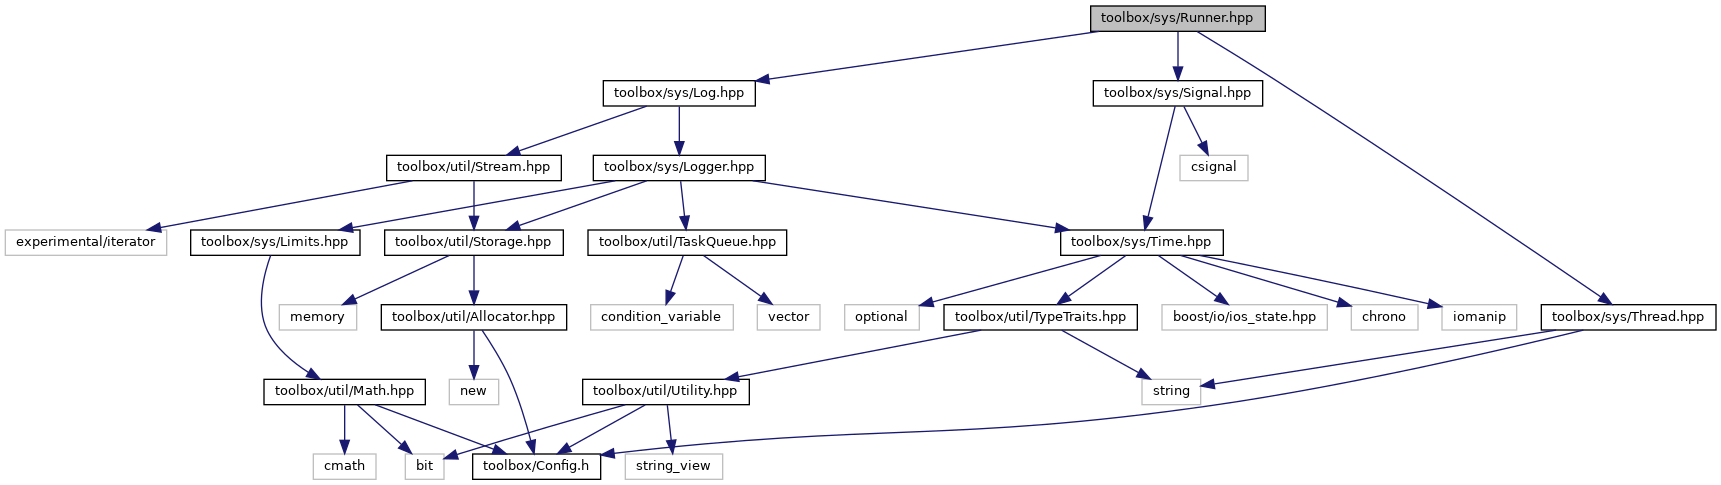 toolbox/sys/Runner.hpp
toolbox/sys/Log.hpp
toolbox/sys/Signal.hpp
toolbox/util/Stream.hpp
toolbox/sys/Logger.hpp
csignal
experimental/iterator
toolbox/sys/Limits.hpp
toolbox/util/Storage.hpp
toolbox/util/TaskQueue.hpp
toolbox/sys/Time.hpp
memory
toolbox/util/Allocator.hpp
condition_variable
vector
optional
toolbox/util/TypeTraits.hpp
boost/io/ios_state.hpp
chrono
iomanip
toolbox/sys/Thread.hpp
toolbox/util/Math.hpp
new
toolbox/util/Utility.hpp
string
cmath
bit
toolbox/Config.h
string_view